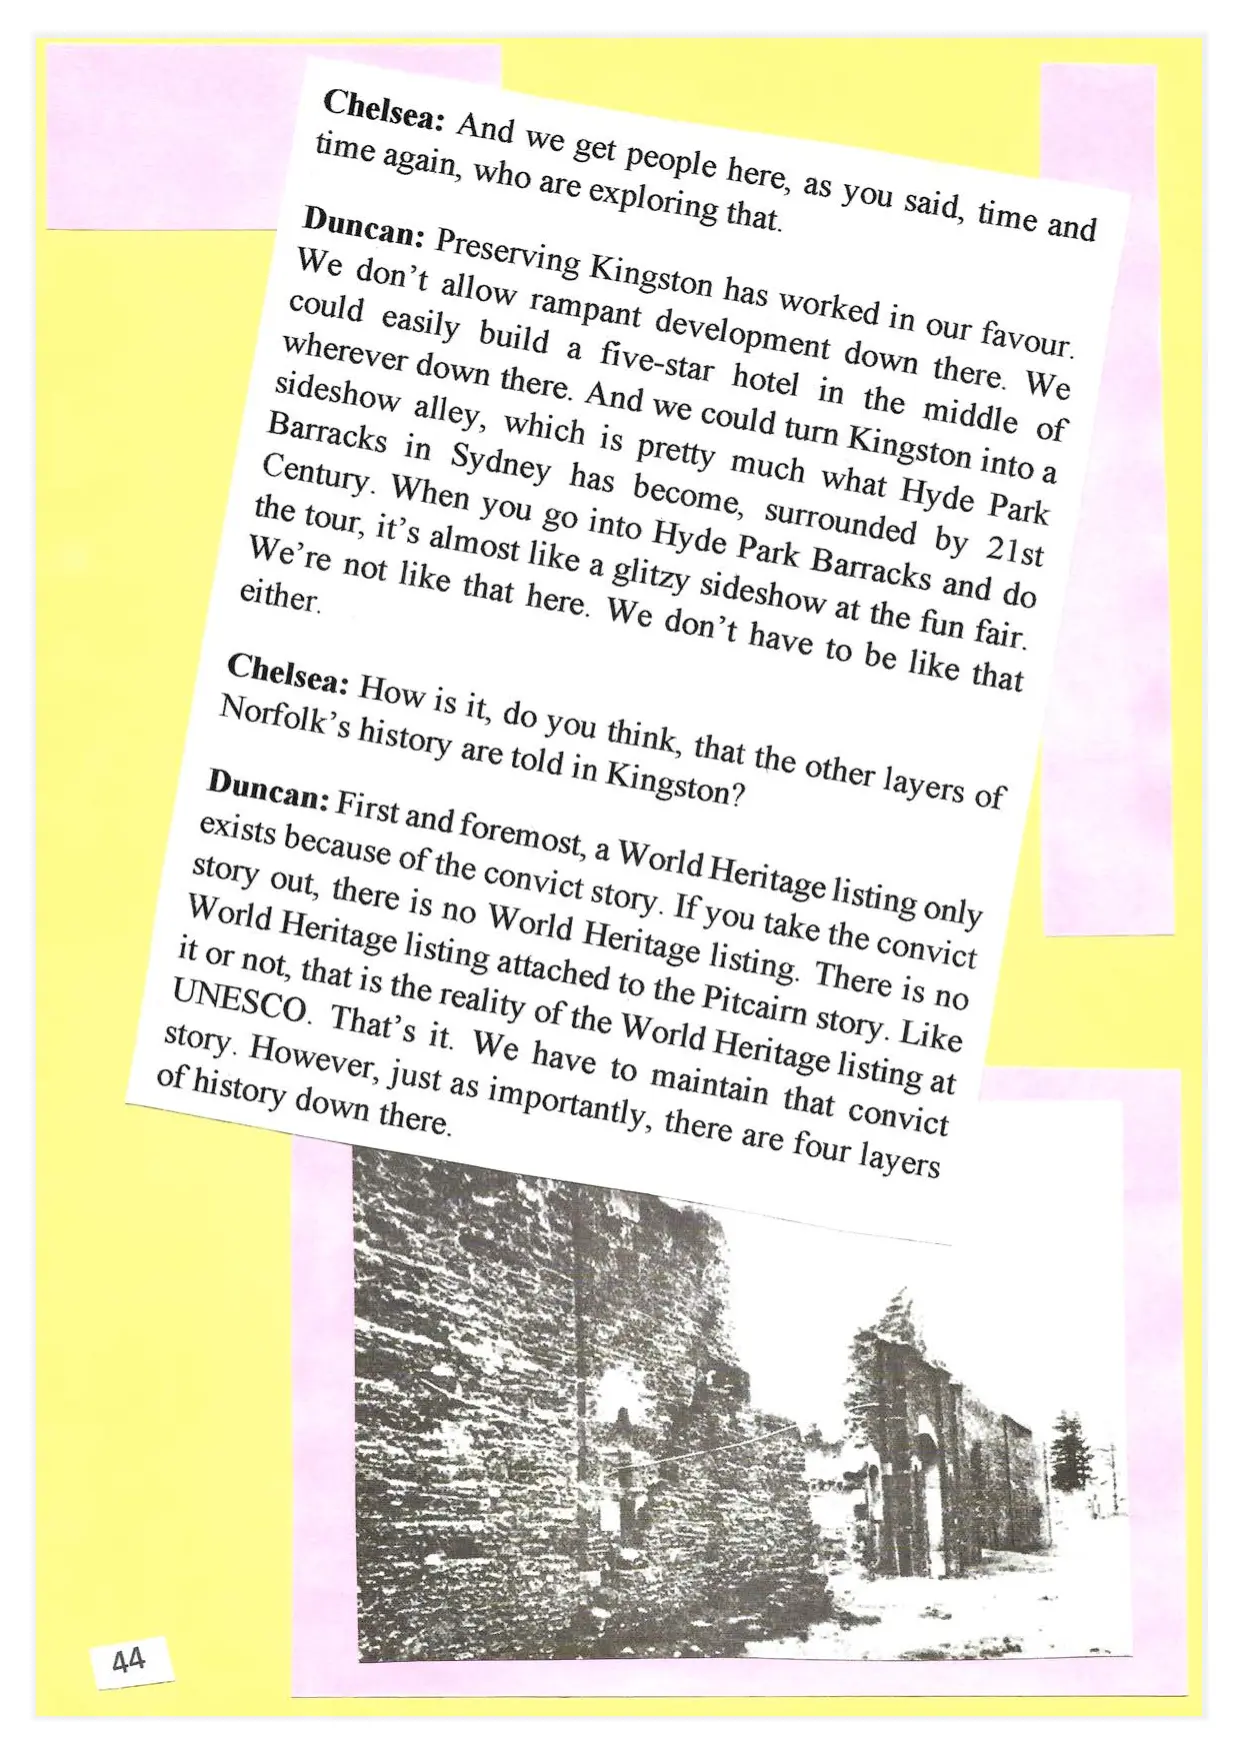 Chelsea: And we get people here, as you said, time and
time again, who are exploring that.
Duncan: Preserving Kingston has worked in our favour.
We don't allow rampant development down there. We
could easily build a five-star hotel in the middle of
wherever down there. And we could turn Kingston into a
sideshow alley, which is pretty much what Hyde Park
Barracks in Sydney has become, surrounded by 21st
Century. When you go into Hyde Park Barracks and do
the tour, it's almost like a glitzy sideshow at the fun fair.
We're not like that here. We don't have to be like that
either.
Chelsea: How is it, do you think, that the other layers of
Norfolk's history are told in Kingston?
Duncan: First and foremost, a World Heritage listing only
exists because of the convict story. If you take the convict
story out, there is no World Heritage listing. There is no
World Heritage listing attached to the Pitcairn story. Like
it or not, that is the reality of the World Heritage listing at
UNESCO. That's it. We have to maintain that convict
story. However, just as importantly, there are four layers
of history down there.
44